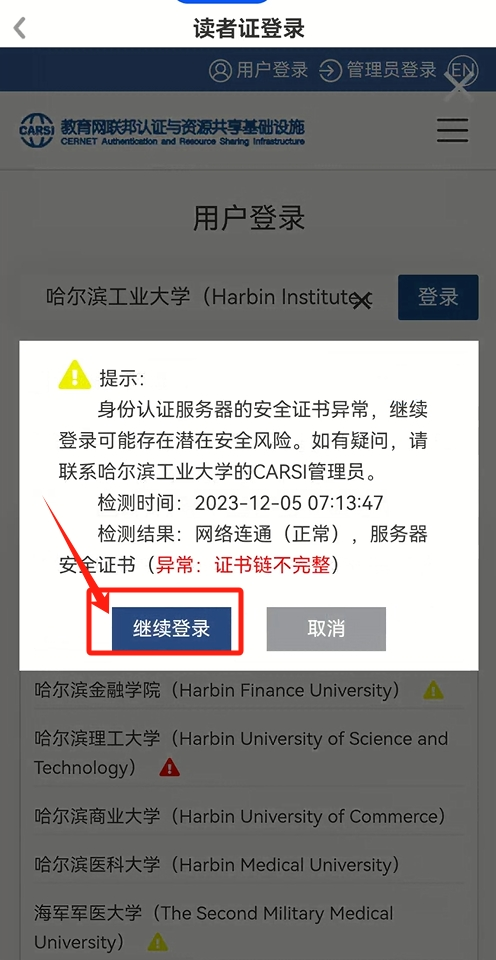 读者证登录
用户登录 管理员登录 EN
CARSI 教育网联邦认证与资源共享基础设施
CERNET Authentication and Resource Sharing Infrastructure
用户登录
哈尔滨工业大学（Harbin Institute
登录
提示：
身份认证服务器的安全证书异常，继续
登录可能存在潜在安全风险。如有疑问，请
联系哈尔滨工业大学的CARSI管理员。
检测时间：2023-12-05 07:13:47
检测结果：网络连通（正常），服务器
安全证书（异常：证书链不完整）
继续登录 取消
哈尔滨金融学院（Harbin Finance University）
哈尔滨理工大学（Harbin University of Science and
Technology）
哈尔滨商业大学（Harbin University of Commerce）
哈尔滨医科大学（Harbin Medical University）
海军军医大学（The Second Military Medical
University）